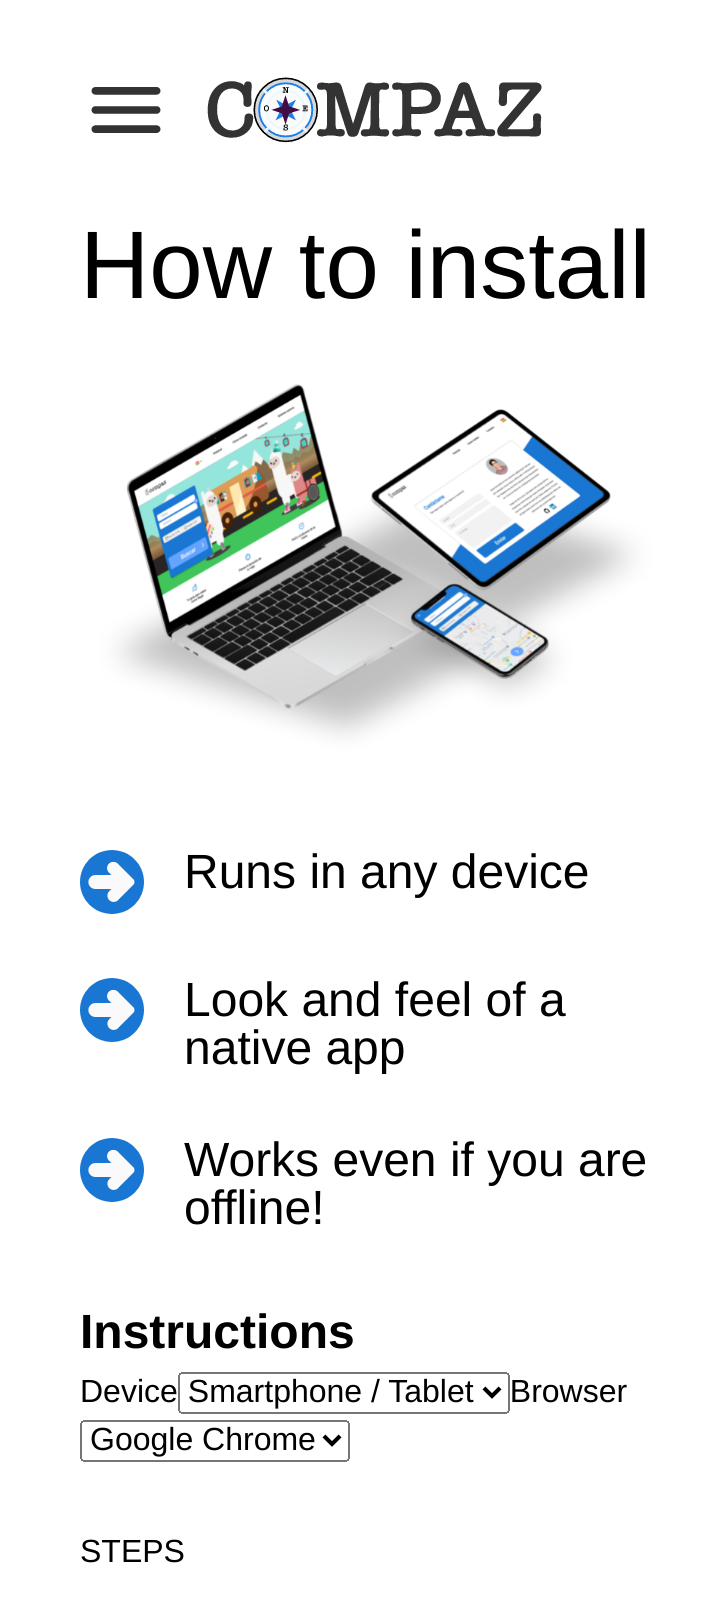 COMPAZ
How to install
Runs in any device
Look and feel of a
native app
Works even if you are
offline!
Instructions
Device Smartphone / Tablet Browser
Google Chrome
STEPS